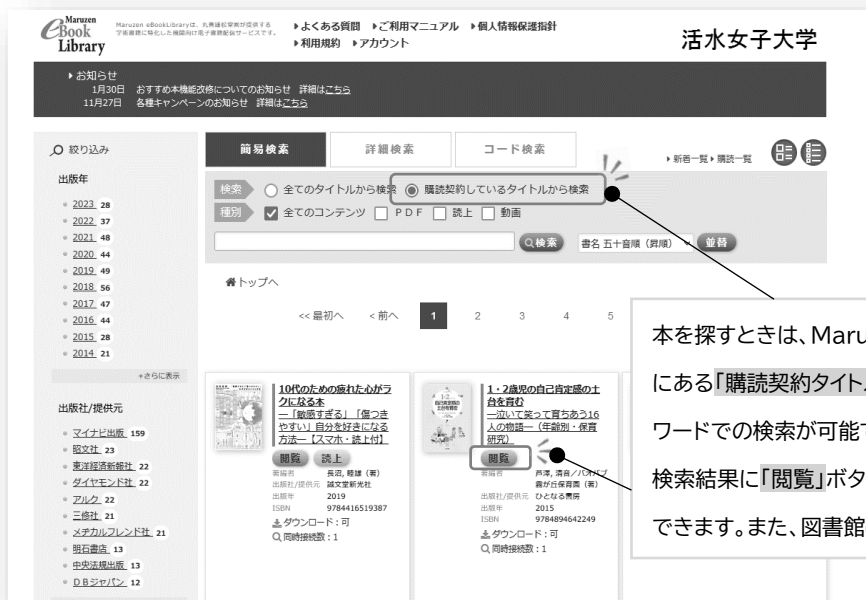 Maruzen
eBook
Library
Maruzen eBookLibraryは、丸善雄松堂が提供する
学術書籍に特化した機関向け電子書籍配信サービスです。
よくある質問 ご利用マニュアル 個人情報保護指針
利用規約 アカウント
活水女子大学
お知らせ
1月30日 おすすめ本機能改修についてのお知らせ 詳細はこちら
11月27日 各種キャンペーンのお知らせ 詳細はこちら
絞り込み
出版年
2023 28
2022 37
2021 48
2020 44
2019 49
2018 56
2017 47
2016 44
2015 28
2014 21
+さらに表示
出版社/提供元
マイナビ出版 159
昭文社 23
東洋経済新報社 22
ダイヤモンド社 22
アルク 22
三修社 21
メヂカルフレンド社 21
明石書店 13
中央法規出版 13
DBジャパン 12
簡易検索 詳細検索 コード検索
新着一覧 購読一覧
検索 全てのタイトルから検索 購読契約しているタイトルから検索
種別 全てのコンテンツ PDF 読上 動画
検索 書名 五十音順（昇順） 並替
トップへ
<< 最初へ < 前へ 1 2 3 4 5
10代のための疲れた心がラ
クになる本
―「敏感すぎる」「傷つき
やすい」自分を好きになる
方法―【スマホ・読上付】
閲覧 読上
著編者 長沼, 睦雄（著）
出版社/提供元 誠文堂新光社
出版年 2019
ISBN 9784416519387
ダウンロード：可
同時接続数：1
1・2歳児の自己肯定感の土
台を育む
―泣いて笑って育ちあう16
人の物語―（年齢別・保育
研究）
閲覧
著編者 芦澤, 清音／バオバブ
霧が丘保育園（著）
出版社/提供元 ひとなる書房
出版年 2015
ISBN 9784894642249
ダウンロード：可
同時接続数：1
本を探すときは、Maru
にある「購読契約タイトル
ワードでの検索が可能で
検索結果に「閲覧」ボタ
できます。また、図書館